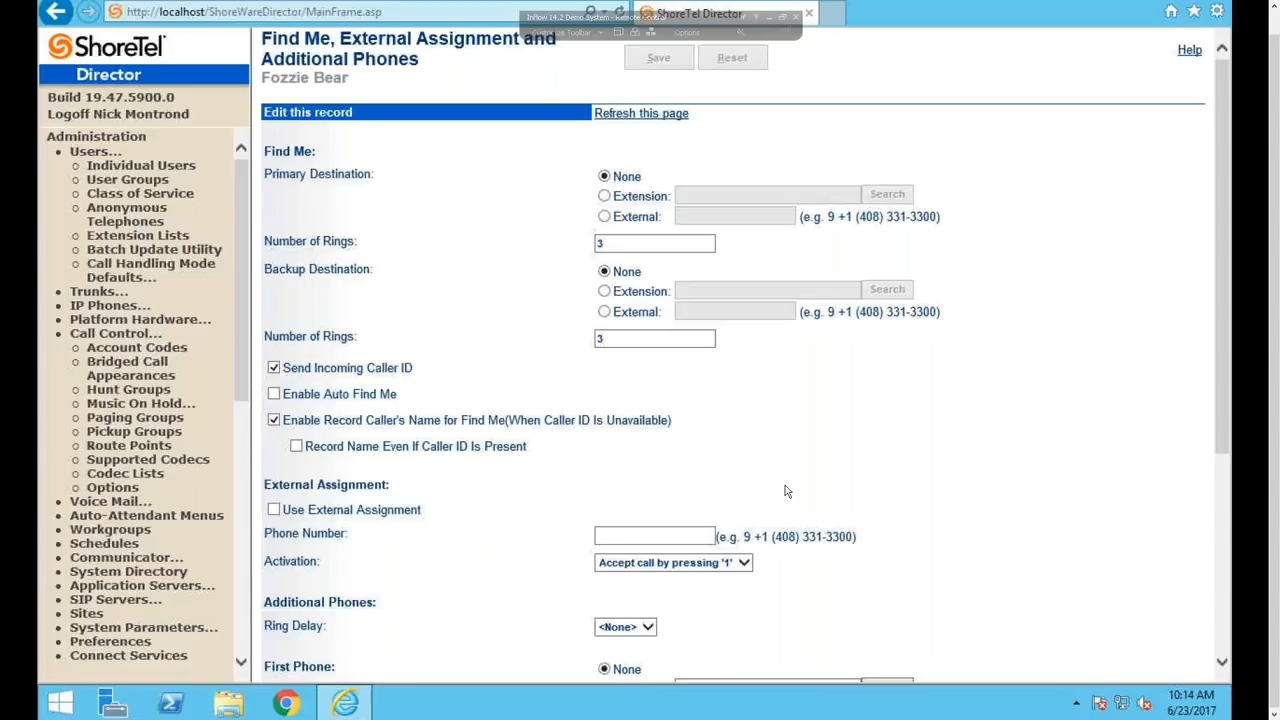 http://localhost/ShoreWareDirector/MainFrame.asp
ShoreTel Director
Inflow 14.2 Demo System - Remote Control
Customize Toolbar
Options
ShoreTel
Director
Build 19.47.5900.0
Logoff Nick Montrond
Administration
Users...
Individual Users
User Groups
Class of Service
Anonymous
Telephones
Extension Lists
Batch Update Utility
Call Handling Mode
Defaults...
Trunks...
IP Phones...
Platform Hardware...
Call Control...
Account Codes
Bridged Call
Appearances
Hunt Groups
Music On Hold...
Paging Groups
Pickup Groups
Route Points
Supported Codecs
Codec Lists
Options
Voice Mail...
Auto-Attendant Menus
Workgroups
Schedules
Communicator...
System Directory
Application Servers...
SIP Servers...
Sites
System Parameters...
Preferences
Connect Services
Find Me, External Assignment and
Additional Phones
Fozzie Bear
Save
Reset
Help
Edit this record
Refresh this page
Find Me:
Primary Destination:
None
Extension:
Search
External:
(e.g. 9 +1 (408) 331-3300)
Number of Rings:
3
Backup Destination:
None
Extension:
Search
External:
(e.g. 9 +1 (408) 331-3300)
Number of Rings:
3
Send Incoming Caller ID
Enable Auto Find Me
Enable Record Caller's Name for Find Me(When Caller ID Is Unavailable)
Record Name Even If Caller ID Is Present
External Assignment:
Use External Assignment
Phone Number:
(e.g. 9 +1 (408) 331-3300)
Activation:
Accept call by pressing '1'
Additional Phones:
Ring Delay:
<None>
First Phone:
None
10:14 AM
6/23/2017